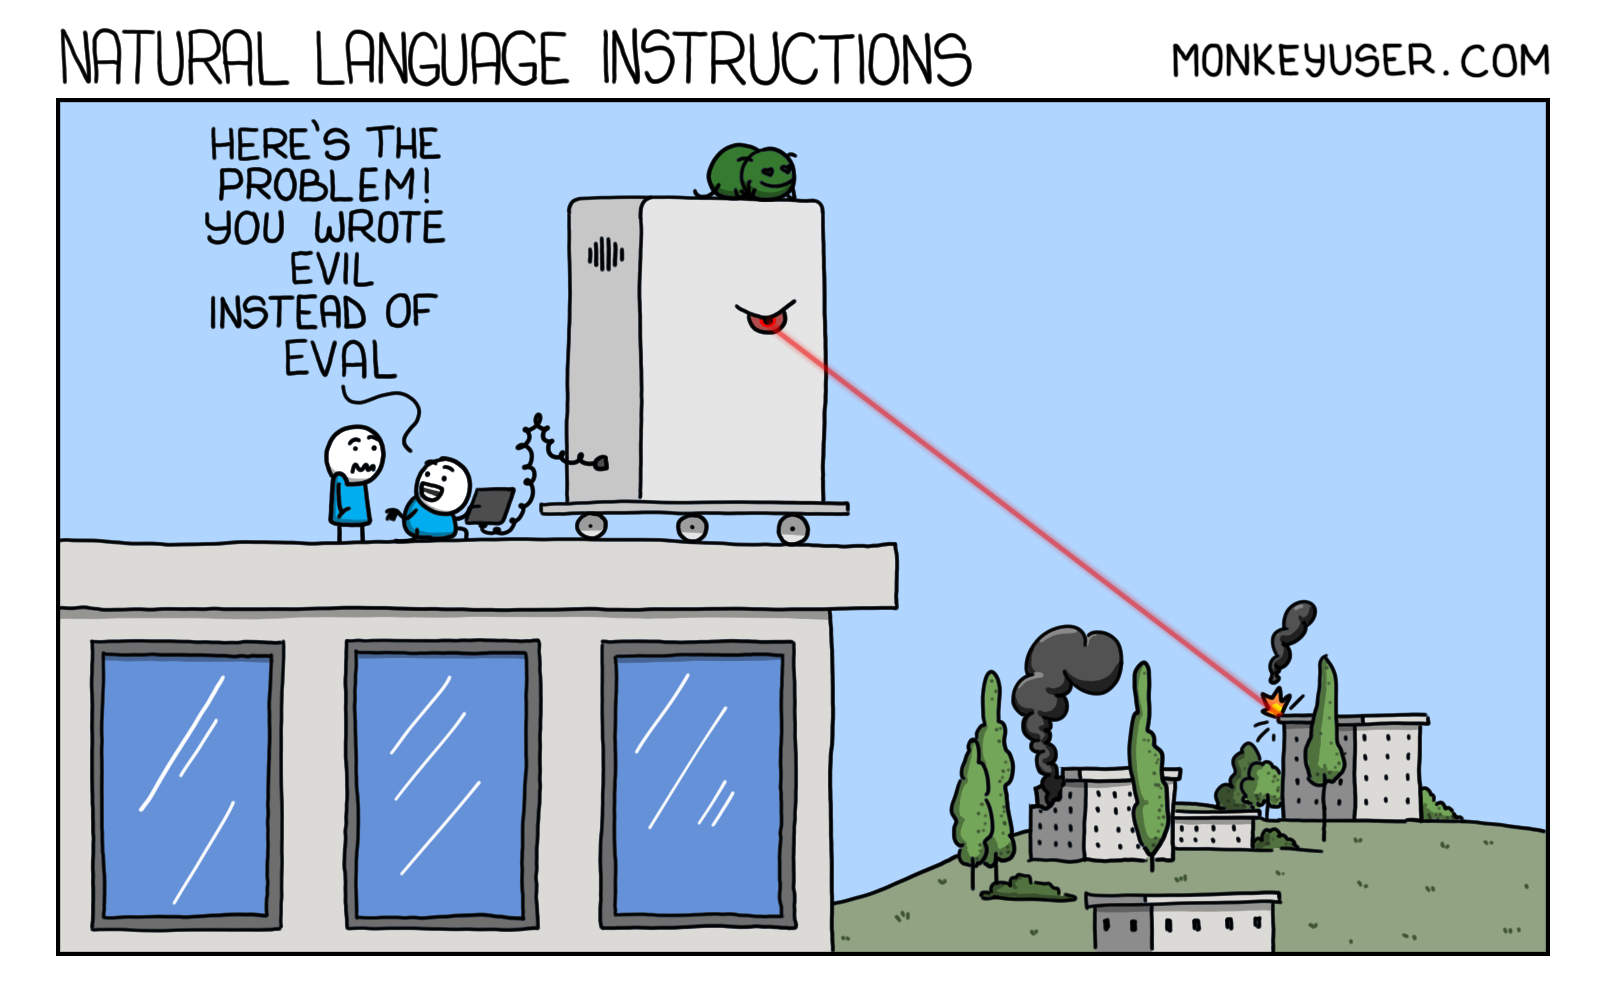 NATURAL LANGUAGE INSTRUCTIONS
MONKEYUSER.COM
HERE'S THE
PROBLEM!
YOU WROTE
EVIL
INSTEAD OF
EVAL